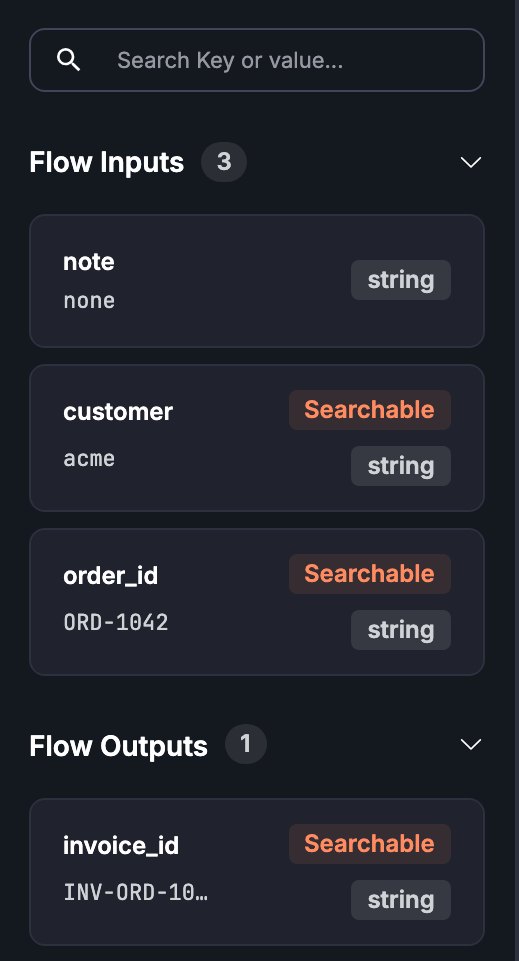 Search Key or value...
Flow Inputs 3
note
string
none
customer
Searchable
acme
string
order_id
Searchable
ORD-1042
string
Flow Outputs 1
invoice_id
Searchable
INV-ORD-10…
string